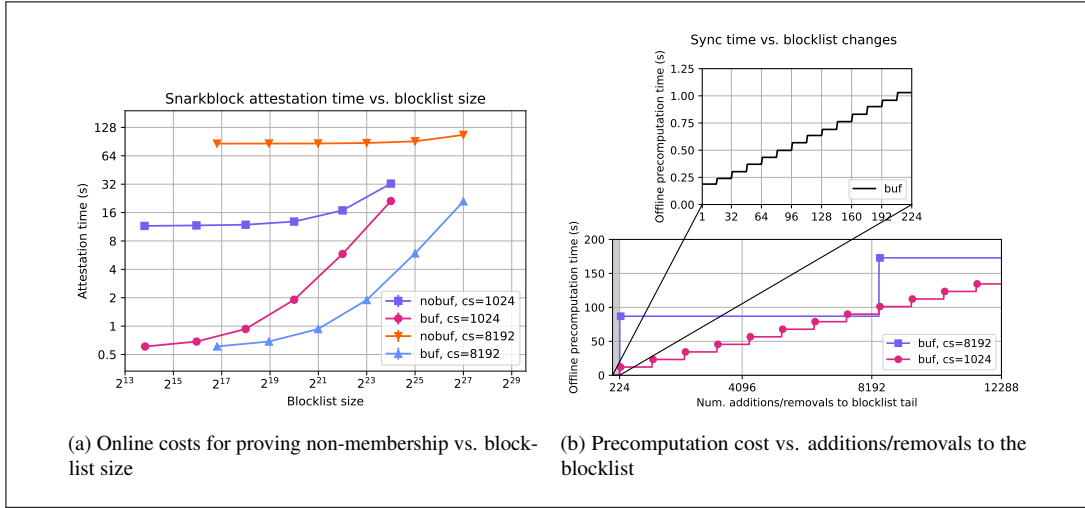 Snarkblock attestation time vs. blocklist size
Attestation time (s)
128
64
32
16
8
4
2
1
0.5
nobuf, cs=1024
buf, cs=1024
nobuf, cs=8192
buf, cs=8192
2^13 2^15 2^17 2^19 2^21 2^23 2^25 2^27 2^29
Blocklist size
(a) Online costs for proving non-membership vs. block-
list size
Sync time vs. blocklist changes
Offline precomputation time (s)
1.25
1.00
0.75
0.50
0.25
0.00
buf
1 32 64 96 128 160 192 224
Offline precomputation time (s)
200
150
100
50
0
buf, cs=8192
buf, cs=1024
224 4096 8192 12288
Num. additions/removals to blocklist tail
(b) Precomputation cost vs. additions/removals to the
blocklist